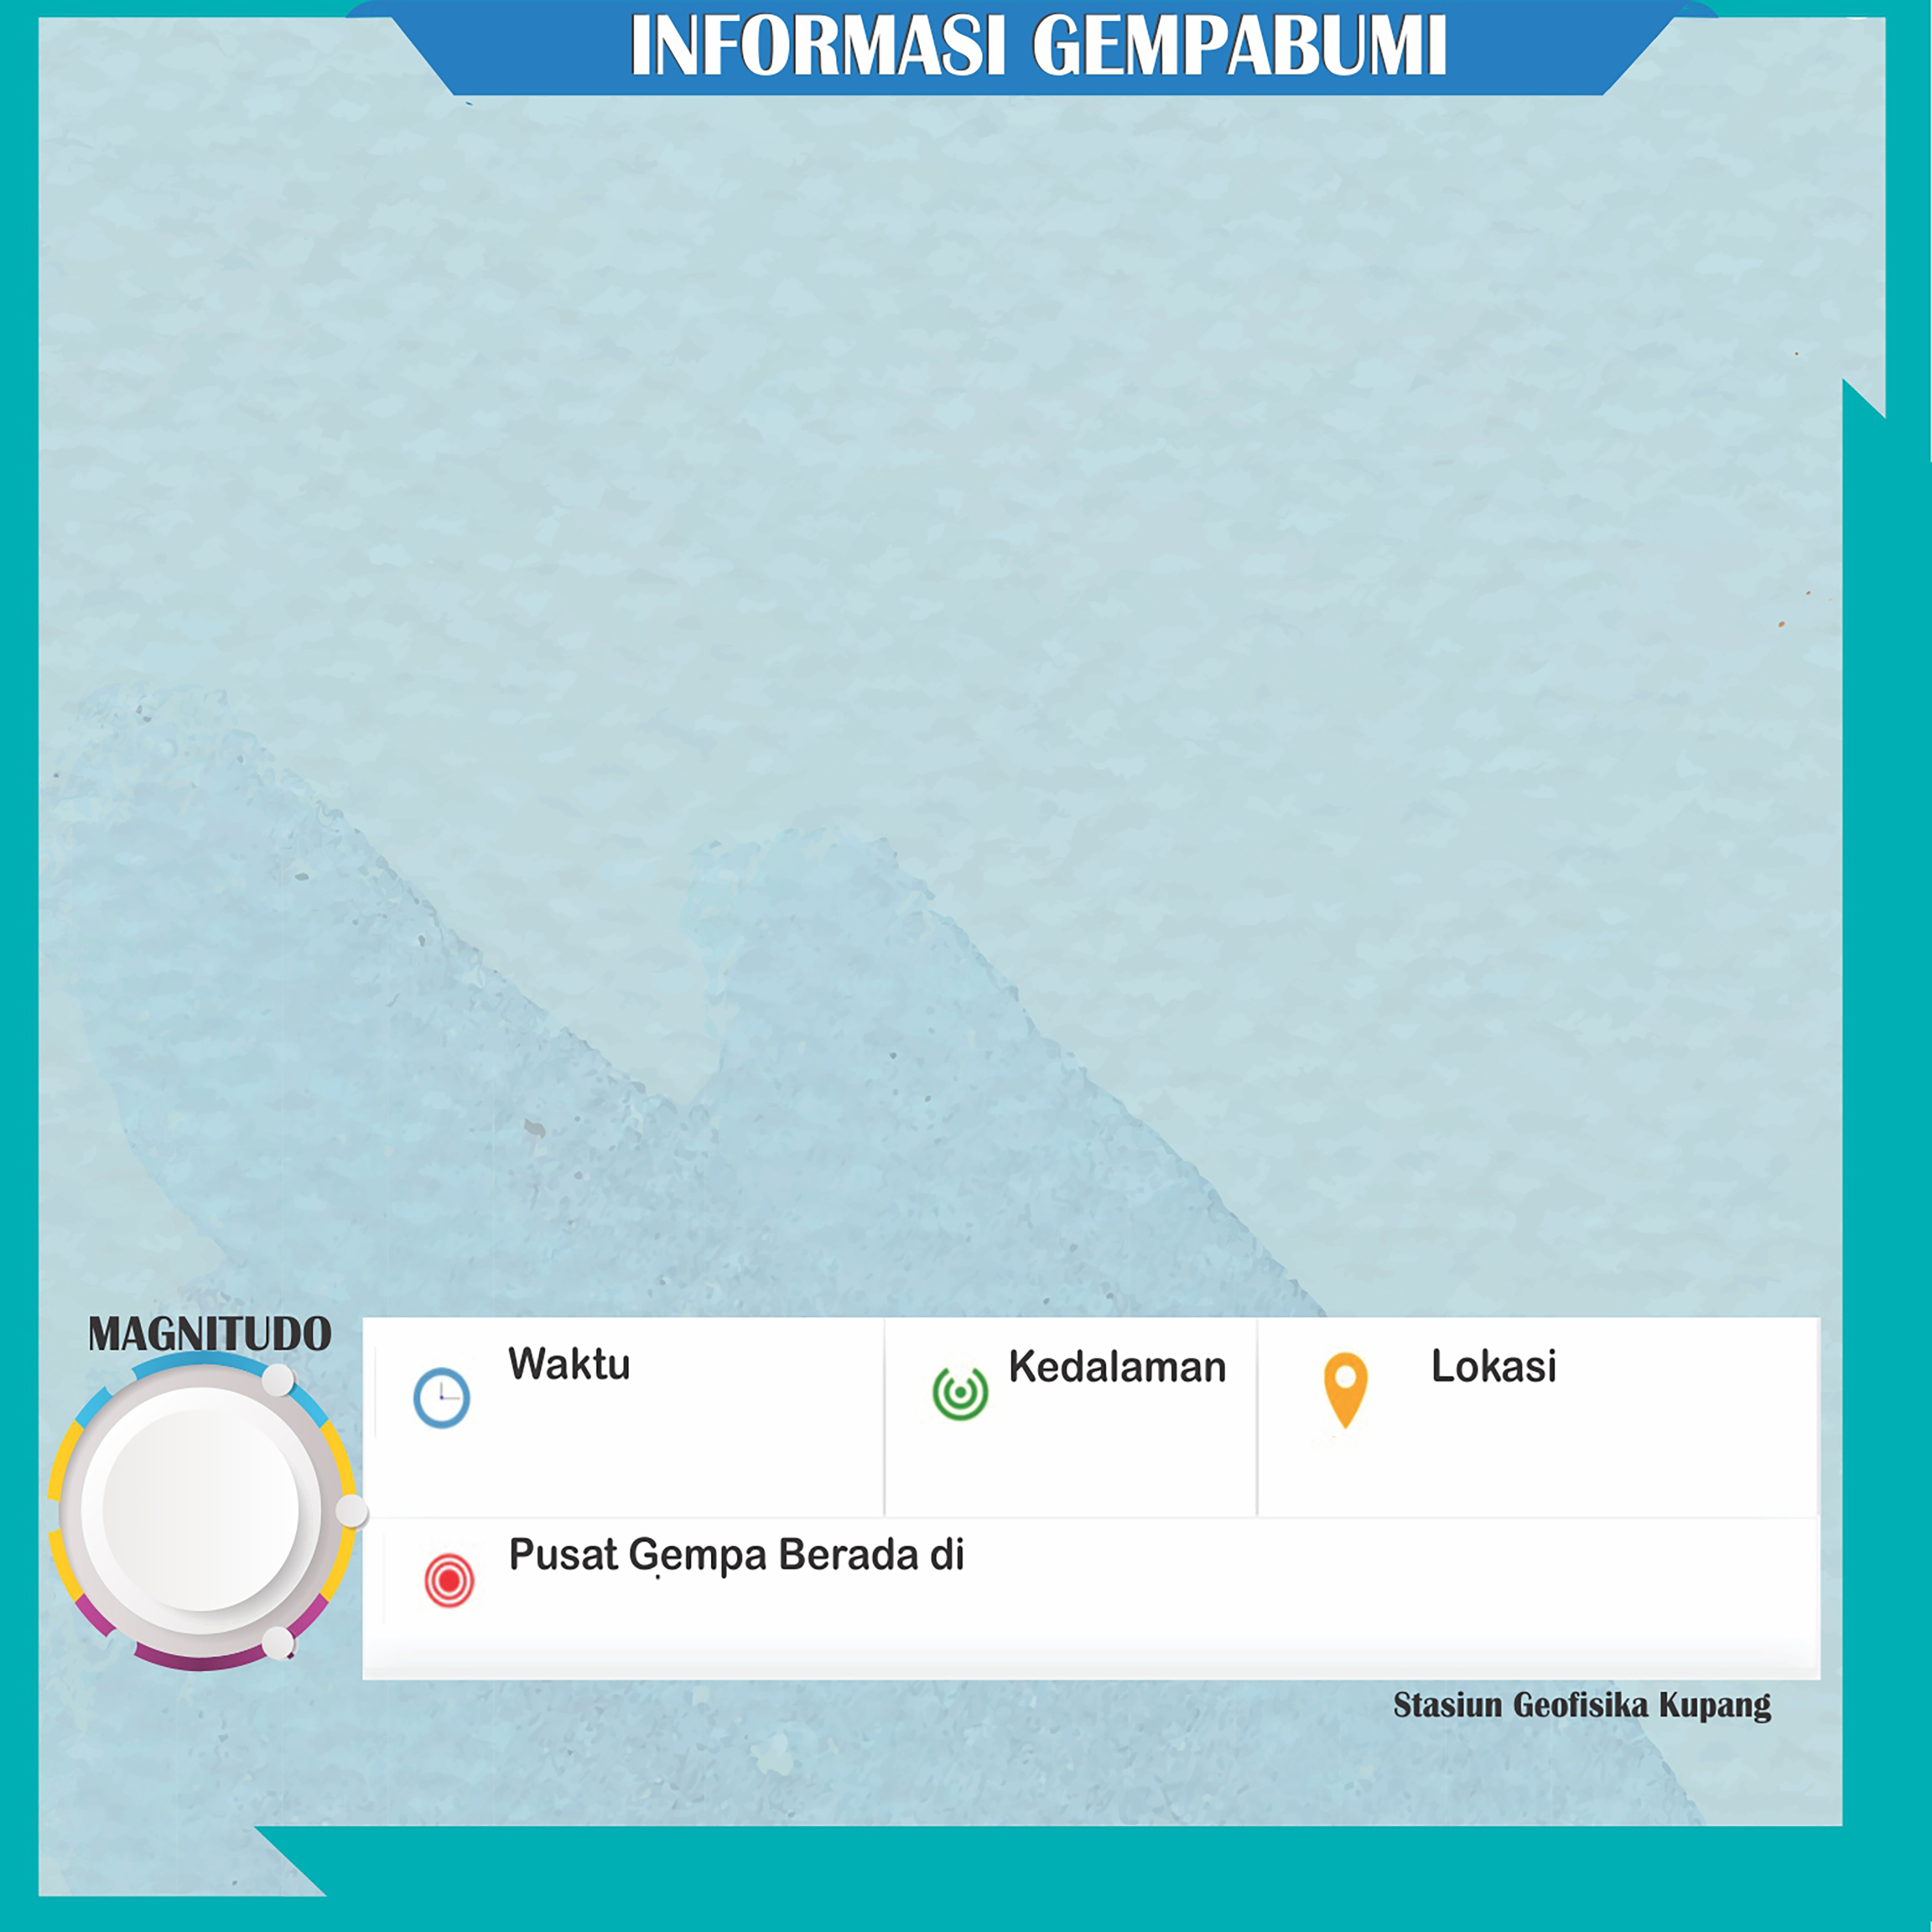 INFORMASI GEMPABUMI
MAGNITUDO
Waktu
Kedalaman
Lokasi
Pusat Gempa Berada di
Stasiun Geofisika Kupang